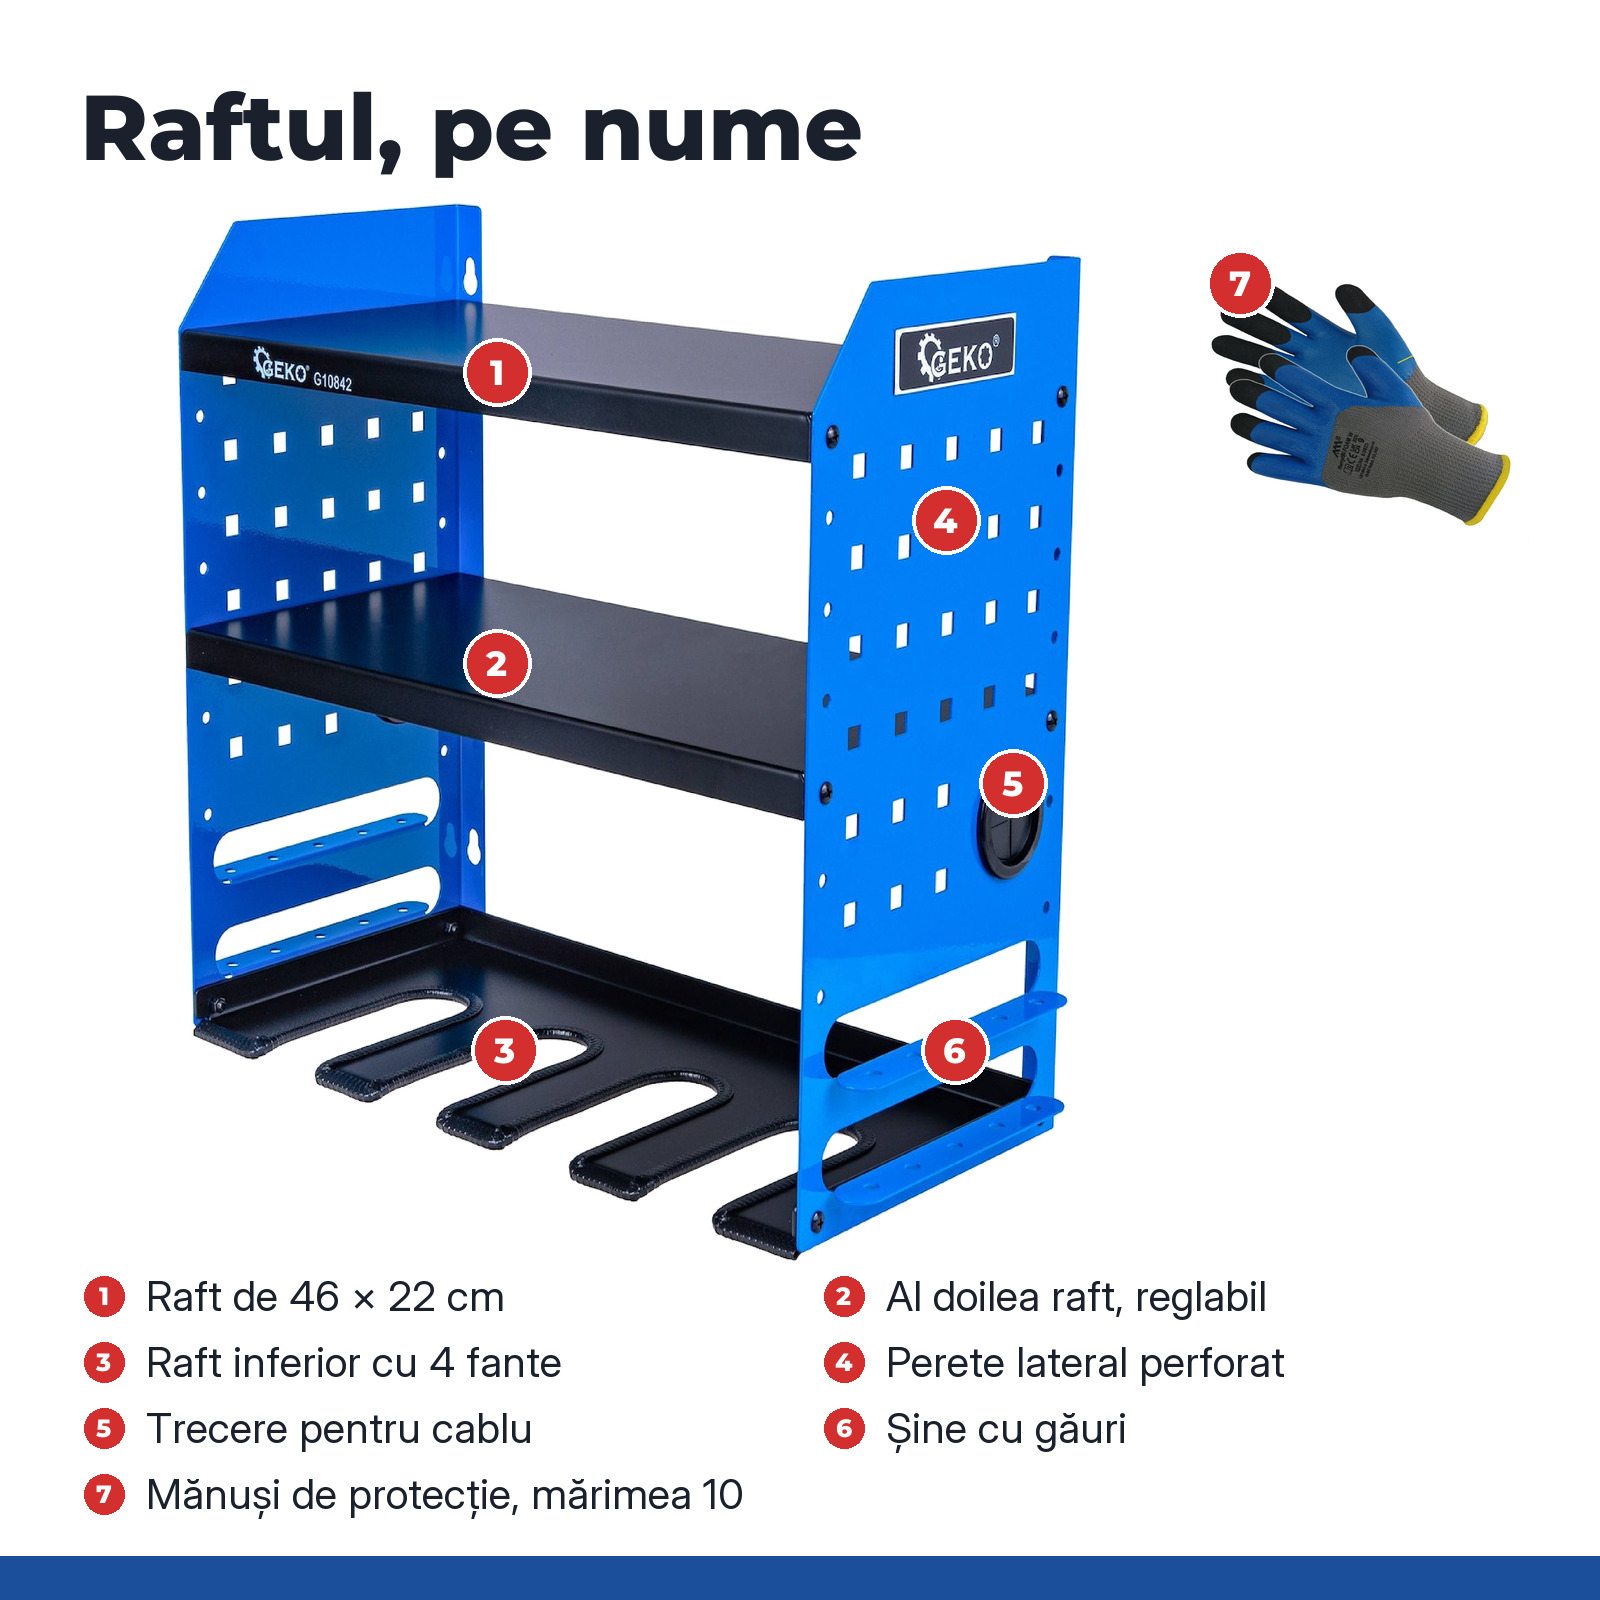 Raftul, pe nume
GEKO®
GEKO® G10842
1
7
4
2
5
3
6
1 Raft de 46 × 22 cm
2 Al doilea raft, reglabil
3 Raft inferior cu 4 fante
4 Perete lateral perforat
5 Trecere pentru cablu
6 Șine cu găuri
7 Mănuși de protecție, mărimea 10